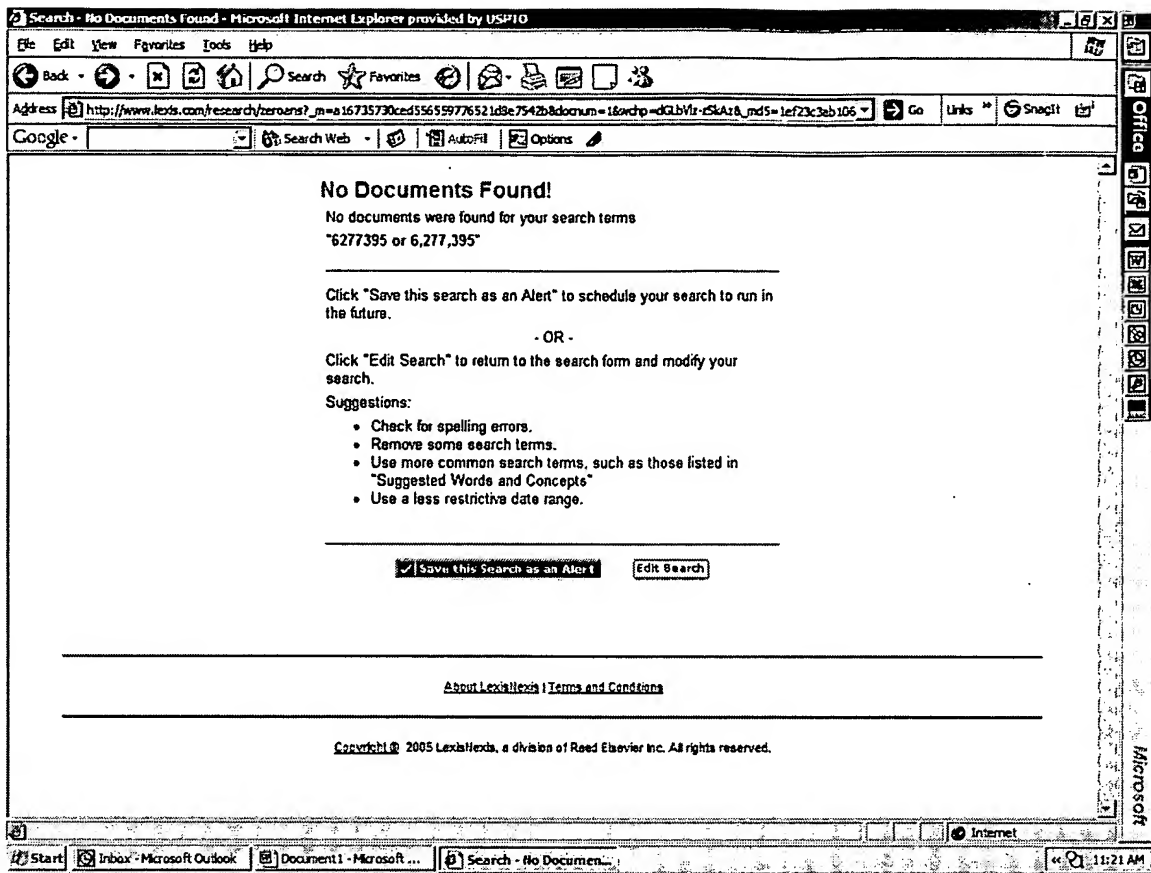 Search - No Documents Found - Microsoft Internet Explorer provided by USPTO
File Edit View Favorites Tools Help
Back Search Favorites
Address http://www.lexis.com/research/zeroans?_m=a16735730ced556559776521d3e7542b&docnum=1&wchp=dGLbVlz-zSkAz&_md5=1ef23c3ab106 Go Links » SnagIt
Google - Search Web AutoFill Options
Office
No Documents Found!
No documents were found for your search terms
"6277395 or 6,277,395"
Click "Save this search as an Alert" to schedule your search to run in
the future.
- OR -
Click "Edit Search" to return to the search form and modify your
search.
Suggestions:
• Check for spelling errors.
• Remove some search terms.
• Use more common search terms, such as those listed in
"Suggested Words and Concepts"
• Use a less restrictive date range.
Save this Search as an Alert Edit Search
About LexisNexis | Terms and Conditions
Copyright © 2005 LexisNexis, a division of Reed Elsevier Inc. All rights reserved.
Microsoft
Internet
Start Inbox - Microsoft Outlook Document1 - Microsoft ... Search - No Documen... « 11:21 AM